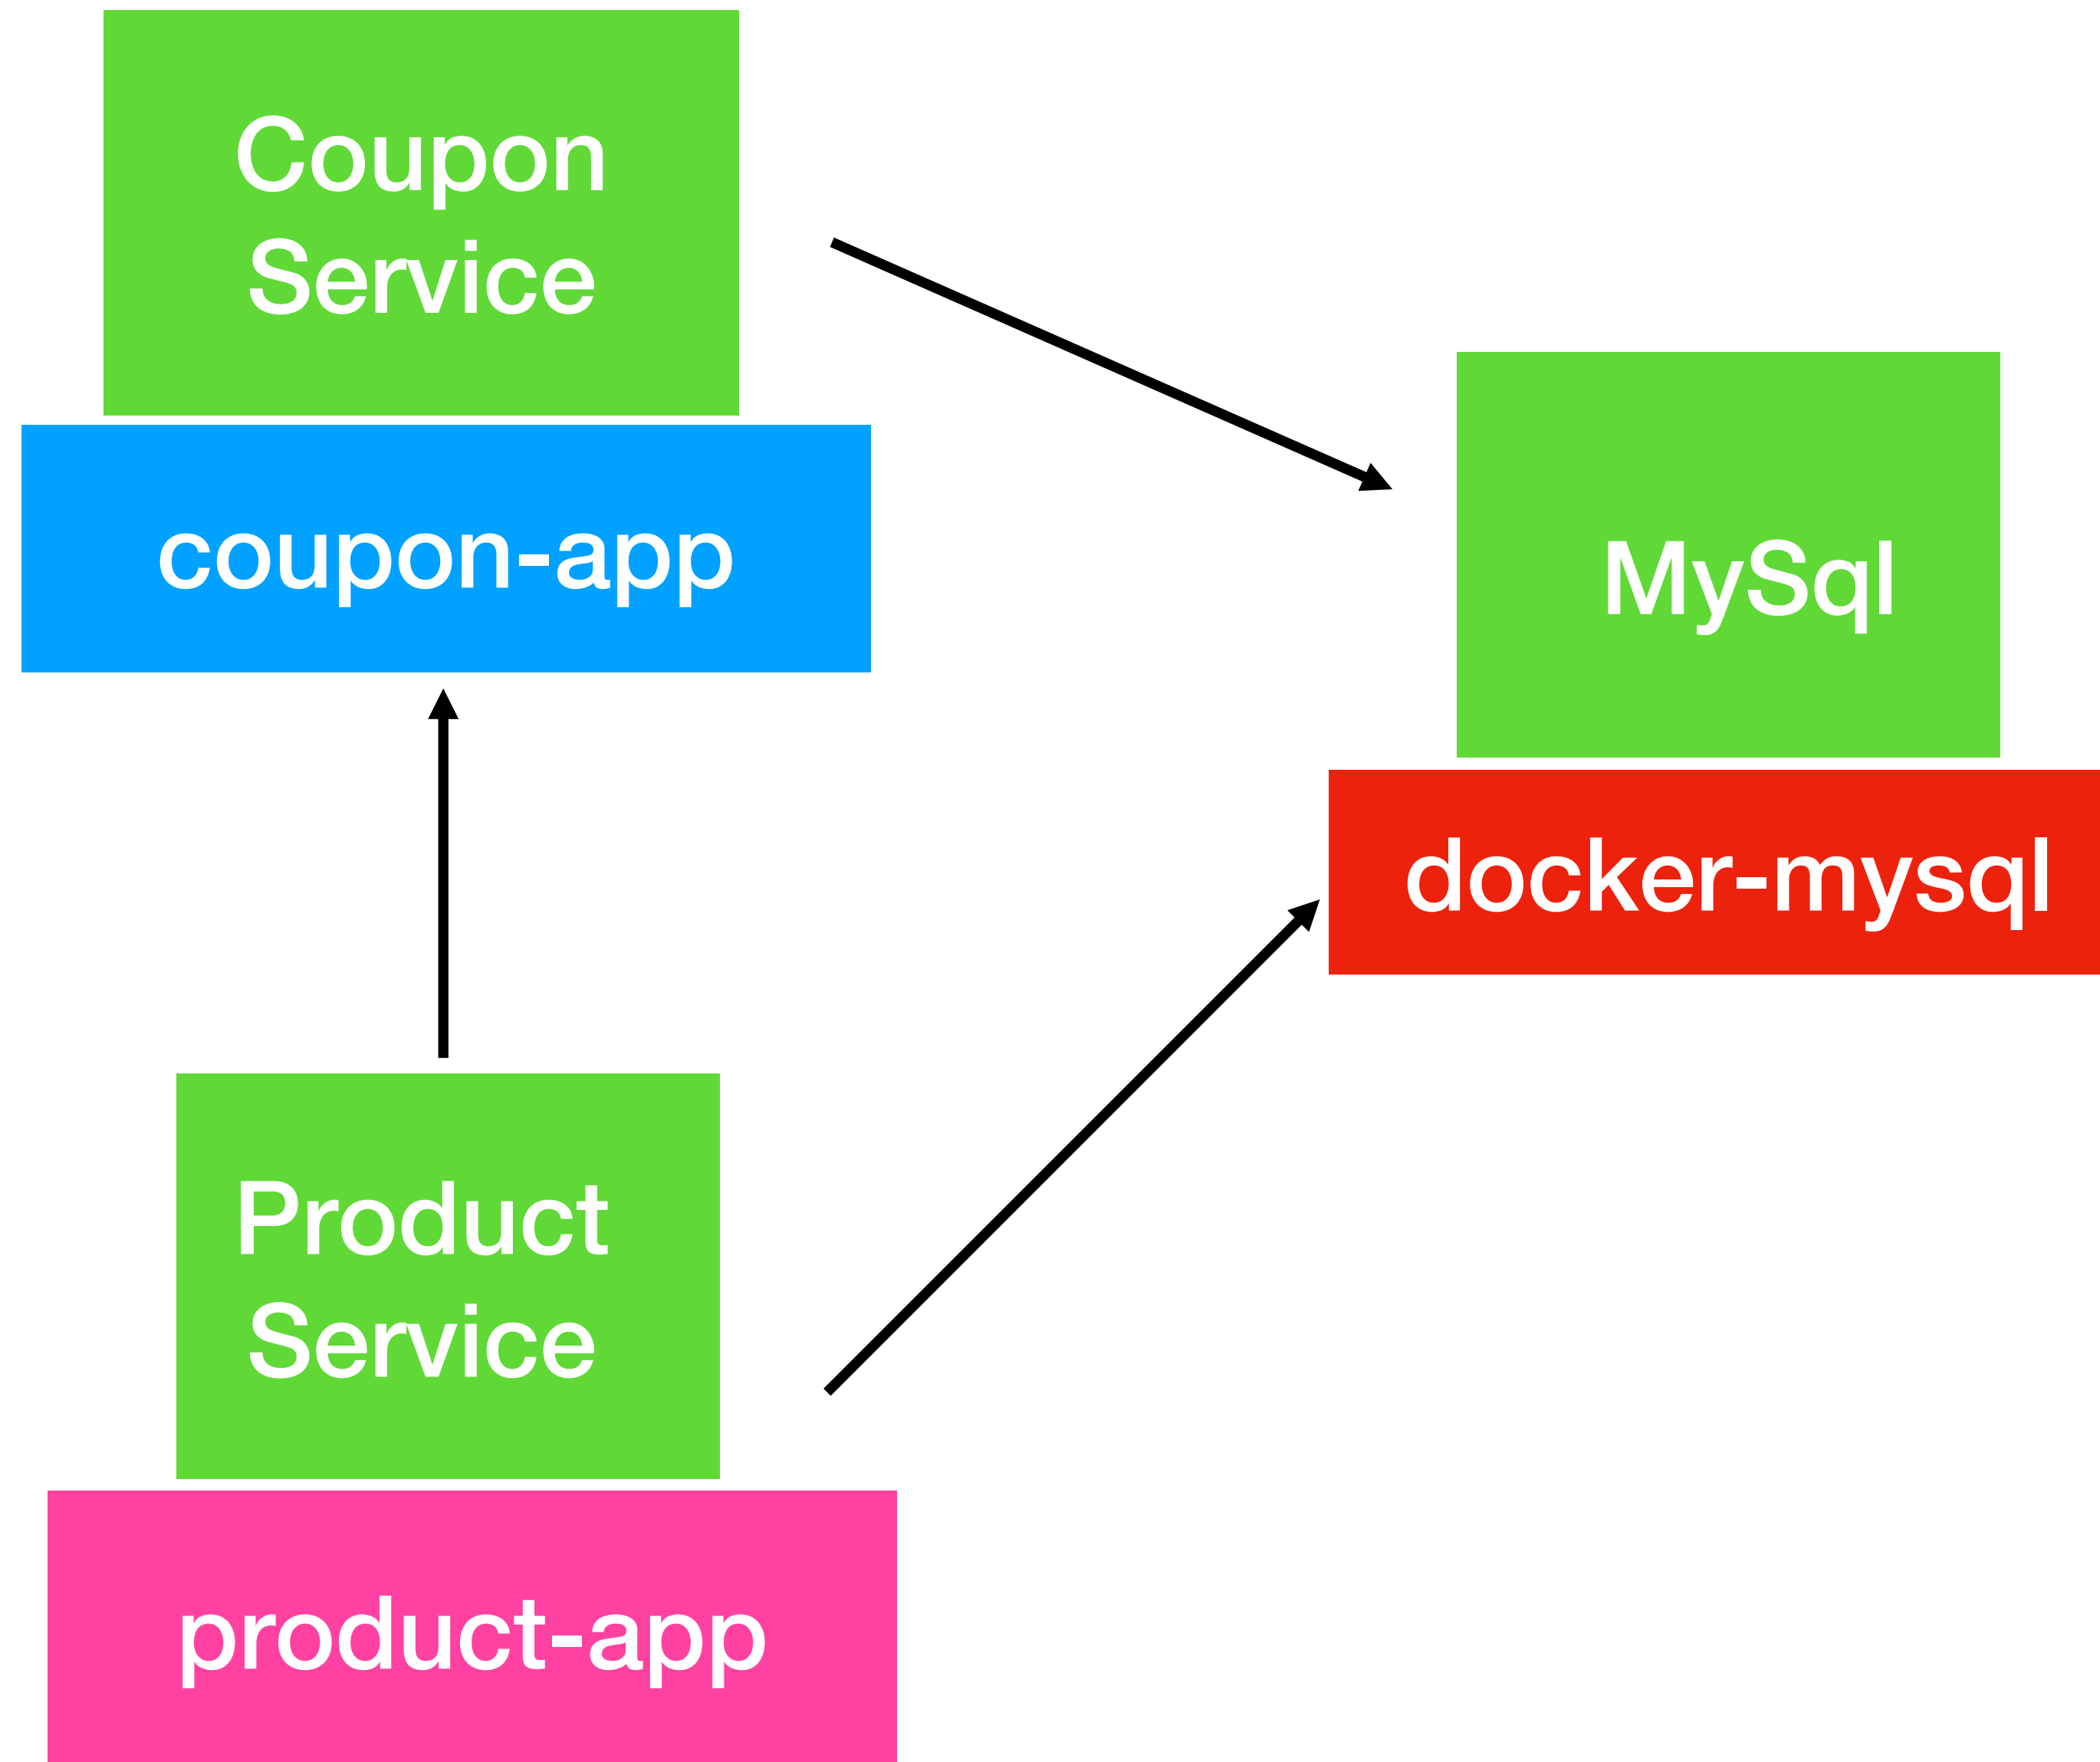 Coupon
Service
coupon-app
MySql
docker-mysql
Product
Service
product-app